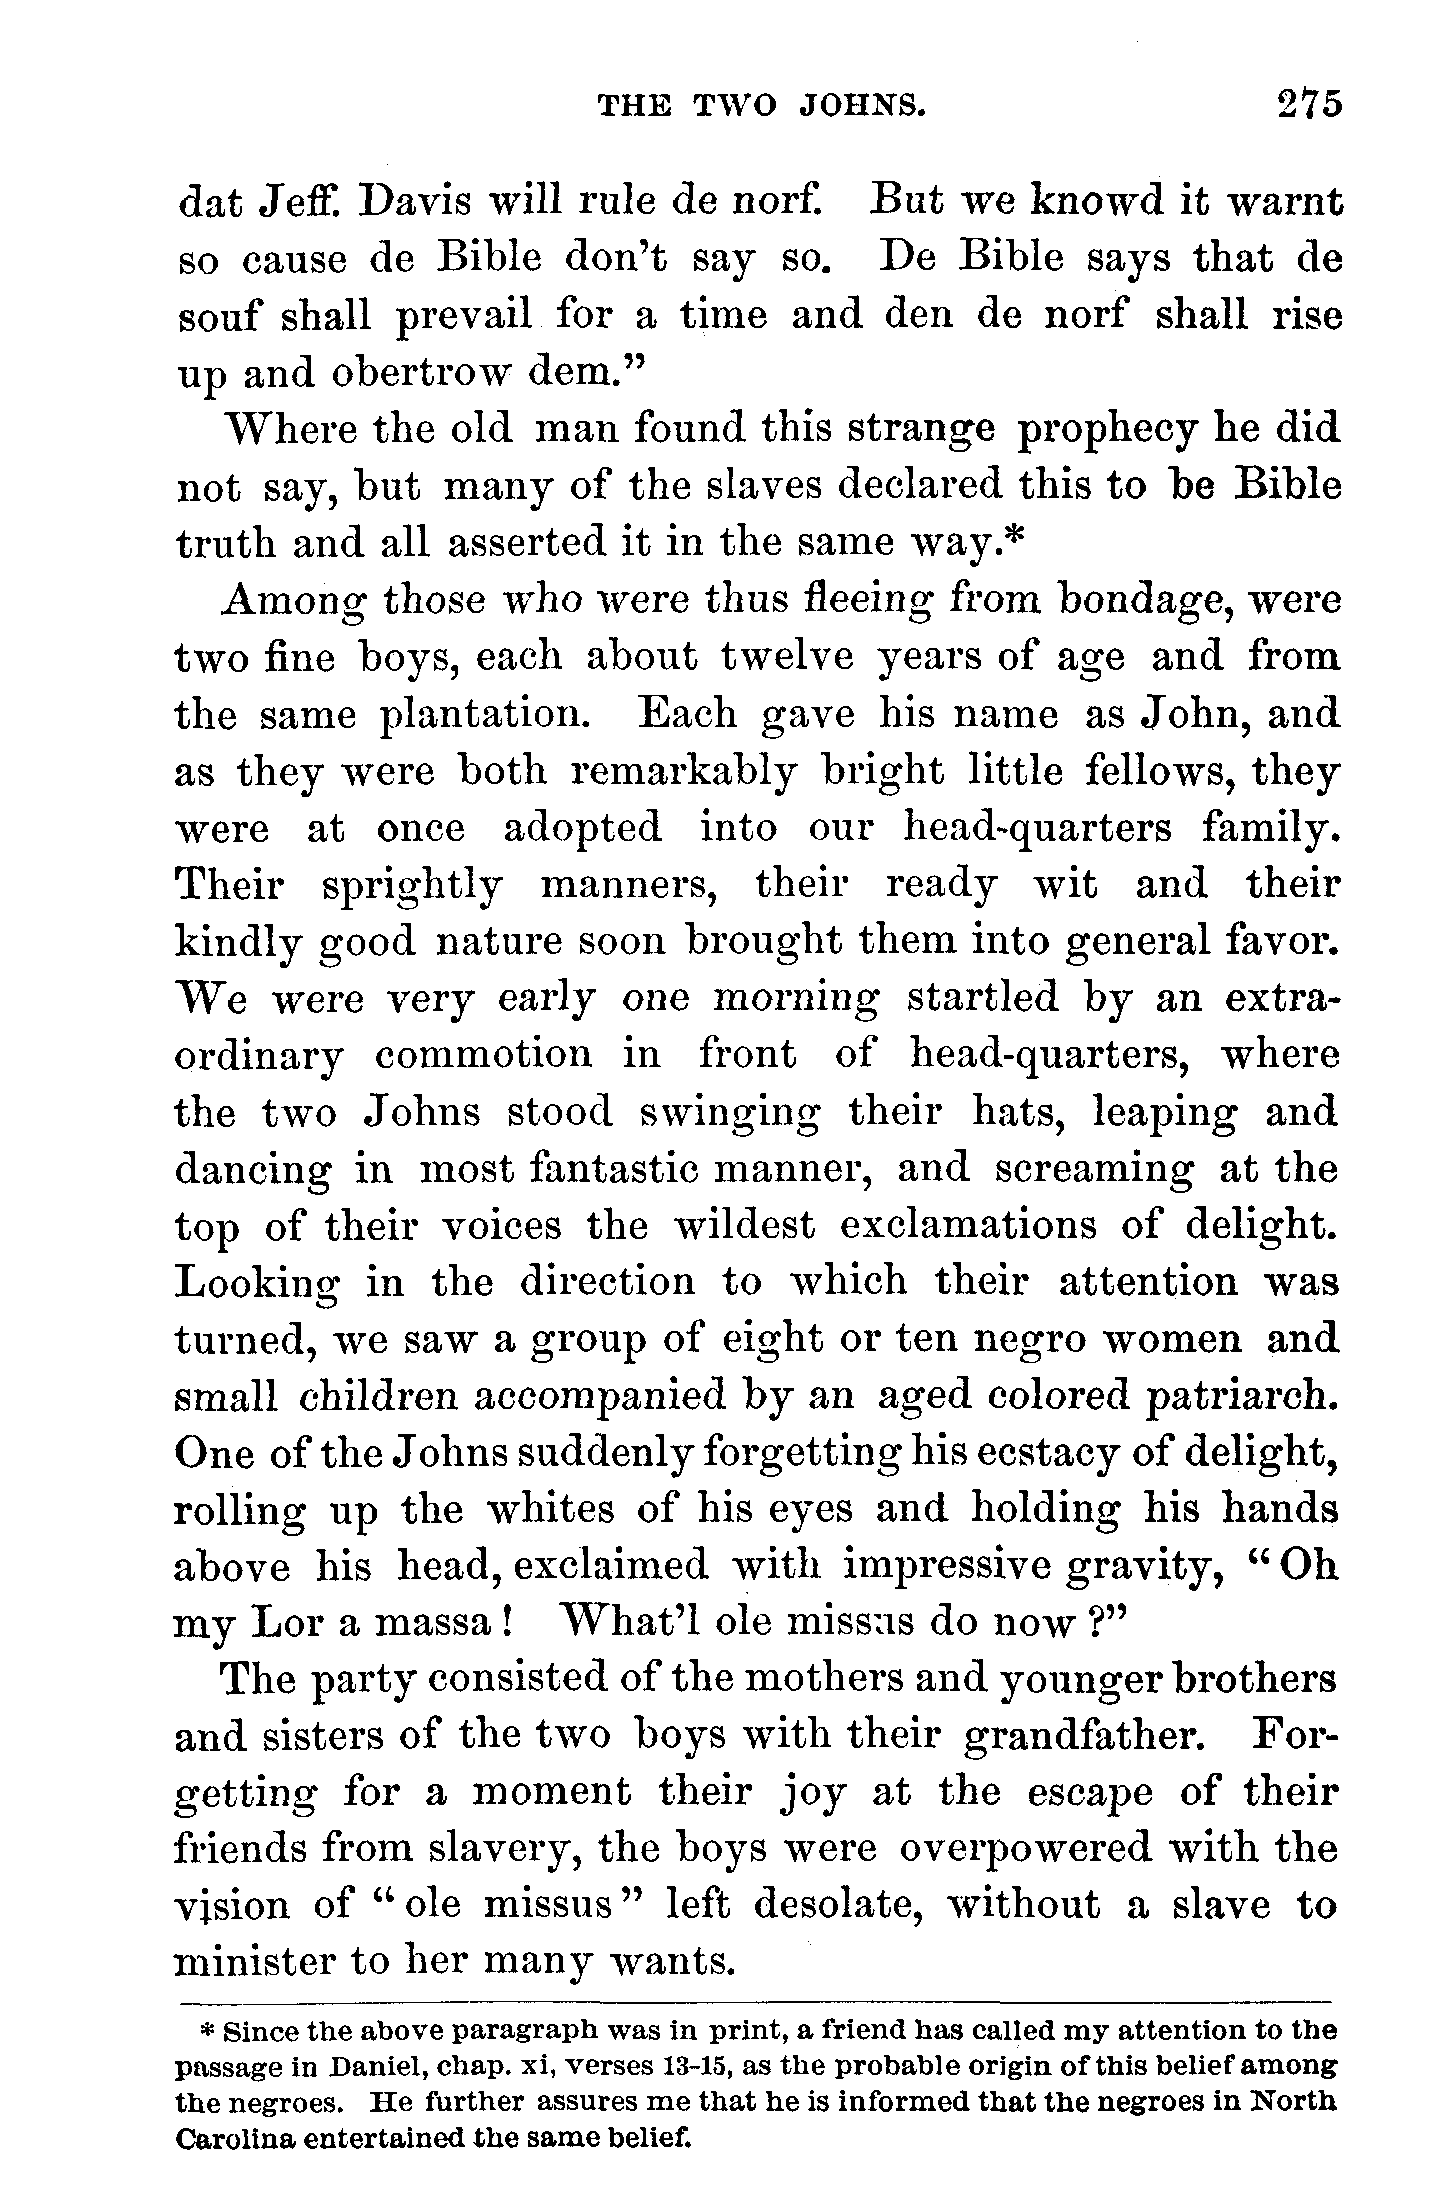 THE TWO JOHNS. 275
dat Jeff. Davis will rule de norf. But we knowd it warnt
so cause de Bible don't say so. De Bible says that de
souf shall prevail for a time and den de norf shall rise
up and obertrow dem.”
Where the old man found this strange prophecy he did
not say, but many of the slaves declared this to be Bible
truth and all asserted it in the same way.*
Among those who were thus fleeing from bondage, were
two fine boys, each about twelve years of age and from
the same plantation. Each gave his name as John, and
as they were both remarkably bright little fellows, they
were at once adopted into our head-quarters family.
Their sprightly manners, their ready wit and their
kindly good nature soon brought them into general favor.
We were very early one morning startled by an extra-
ordinary commotion in front of head-quarters, where
the two Johns stood swinging their hats, leaping and
dancing in most fantastic manner, and screaming at the
top of their voices the wildest exclamations of delight.
Looking in the direction to which their attention was
turned, we saw a group of eight or ten negro women and
small children accompanied by an aged colored patriarch.
One of the Johns suddenly forgetting his ecstacy of delight,
rolling up the whites of his eyes and holding his hands
above his head, exclaimed with impressive gravity, “Oh
my Lor a massa! What'l ole missus do now?”
The party consisted of the mothers and younger brothers
and sisters of the two boys with their grandfather. For-
getting for a moment their joy at the escape of their
friends from slavery, the boys were overpowered with the
vision of “ole missus” left desolate, without a slave to
minister to her many wants.
* Since the above paragraph was in print, a friend has called my attention to the
passage in Daniel, chap. xi, verses 13-15, as the probable origin of this belief among
the negroes. He further assures me that he is informed that the negroes in North
Carolina entertained the same belief.